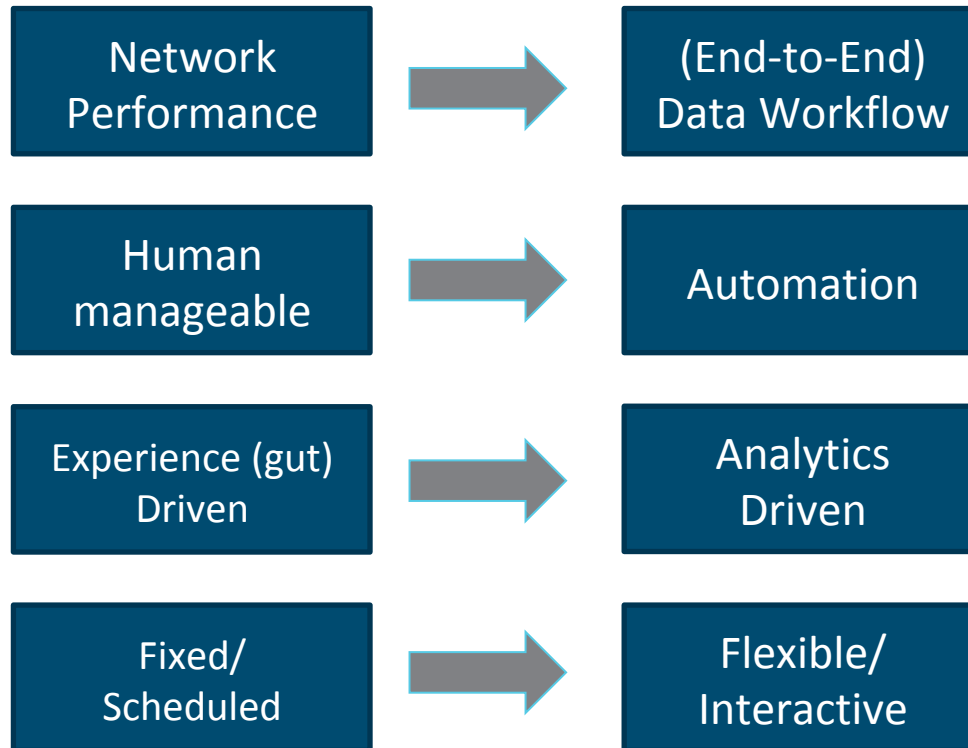 Network
Performance
(End-to-End)
Data Workflow
Human
manageable
Automation
Experience (gut)
Driven
Analytics
Driven
Fixed/
Scheduled
Flexible/
Interactive